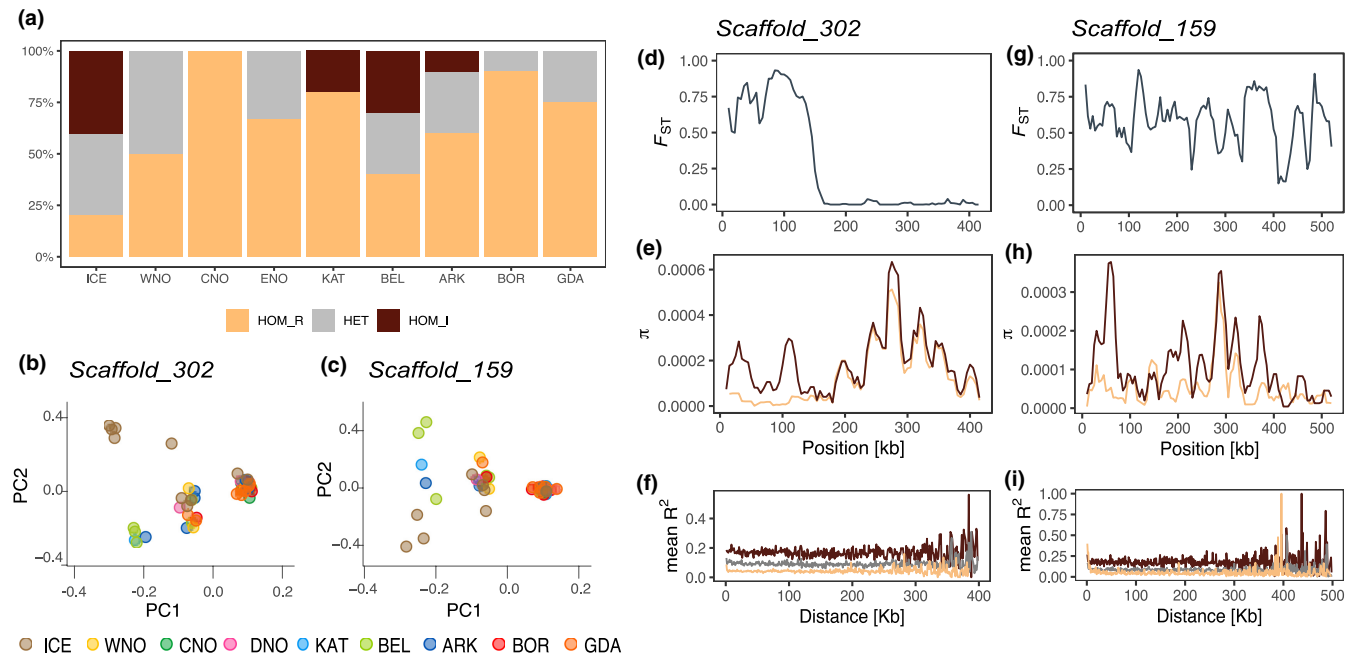 (a)
100%
75%
50%
25%
0%
ICE WNO CNO ENO KAT BEL ARK BOR GDA
HOM_R HET HOM_I
(b) Scaffold_302
PC2
0.4
0.0
−0.4
−0.4 −0.2 0.0 0.2
PC1
(c) Scaffold_159
0.4
0.0
−0.4
−0.4 −0.2 0.0 0.2
PC1
ICE WNO CNO DNO KAT BEL ARK BOR GDA
Scaffold_302
(d)
FST
1.00
0.75
0.50
0.25
0.00
0 100 200 300 400
(e)
π
0.0006
0.0004
0.0002
0.0000
0 100 200 300 400
Position [kb]
(f)
mean R²
0.4
0.2
0.0
0 100 200 300 400
Distance [Kb]
Scaffold_159
(g)
FST
1.00
0.75
0.50
0.25
0.00
0 100 200 300 400 500
(h)
π
0.0003
0.0002
0.0001
0.0000
0 100 200 300 400 500
Position [kb]
(i)
mean R²
1.00
0.75
0.50
0.25
0.00
0 100 200 300 400 500
Distance [Kb]